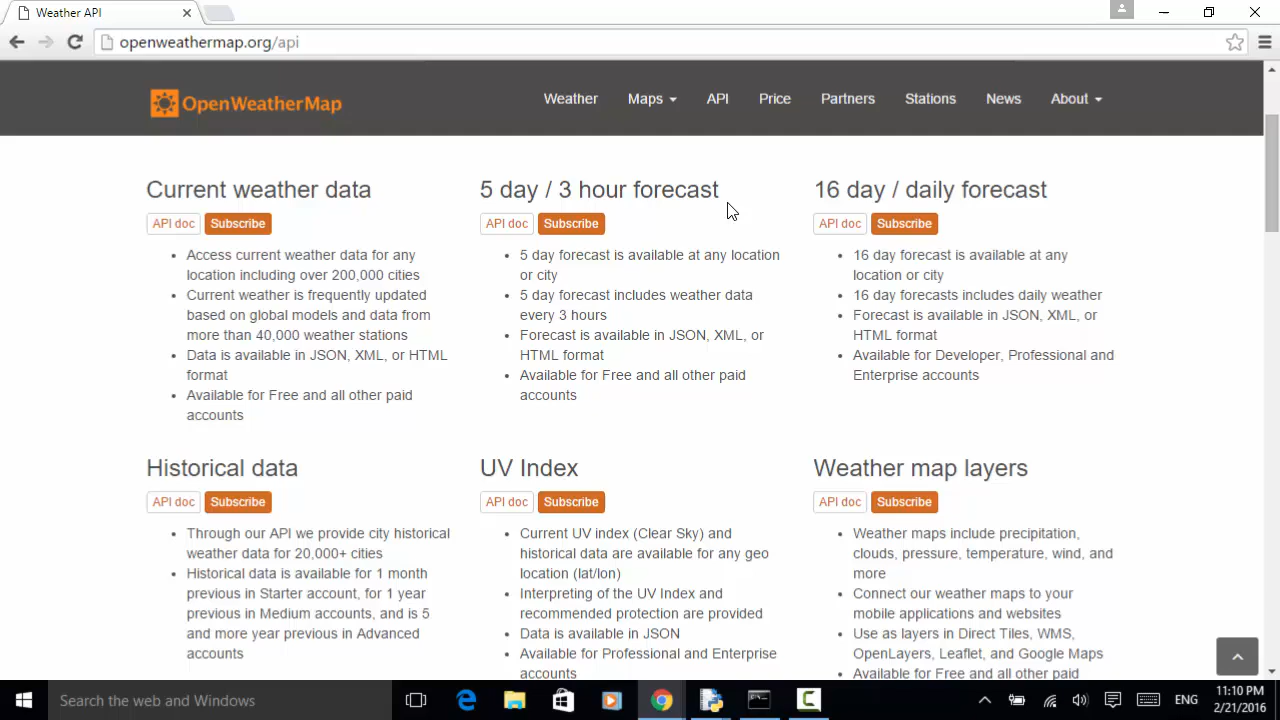 Weather API
openweathermap.org/api
OpenWeatherMap
Weather
Maps
API
Price
Partners
Stations
News
About
Current weather data
API doc
Subscribe
• Access current weather data for any
location including over 200,000 cities
• Current weather is frequently updated
based on global models and data from
more than 40,000 weather stations
• Data is available in JSON, XML, or HTML
format
• Available for Free and all other paid
accounts
5 day / 3 hour forecast
API doc
Subscribe
• 5 day forecast is available at any location
or city
• 5 day forecast includes weather data
every 3 hours
• Forecast is available in JSON, XML, or
HTML format
• Available for Free and all other paid
accounts
16 day / daily forecast
API doc
Subscribe
• 16 day forecast is available at any
location or city
• 16 day forecasts includes daily weather
• Forecast is available in JSON, XML, or
HTML format
• Available for Developer, Professional and
Enterprise accounts
Historical data
API doc
Subscribe
• Through our API we provide city historical
weather data for 20,000+ cities
• Historical data is available for 1 month
previous in Starter account, for 1 year
previous in Medium accounts, and is 5
and more year previous in Advanced
accounts
UV Index
API doc
Subscribe
• Current UV index (Clear Sky) and
historical data are available for any geo
location (lat/lon)
• Interpreting of the UV Index and
recommended protection are provided
• Data is available in JSON
• Available for Professional and Enterprise
accounts
Weather map layers
API doc
Subscribe
• Weather maps include precipitation,
clouds, pressure, temperature, wind, and
more
• Connect our weather maps to your
mobile applications and websites
• Use as layers in Direct Tiles, WMS,
OpenLayers, Leaflet, and Google Maps
• Available for Free and all other paid
Search the web and Windows
ENG
11:10 PM
2/21/2016